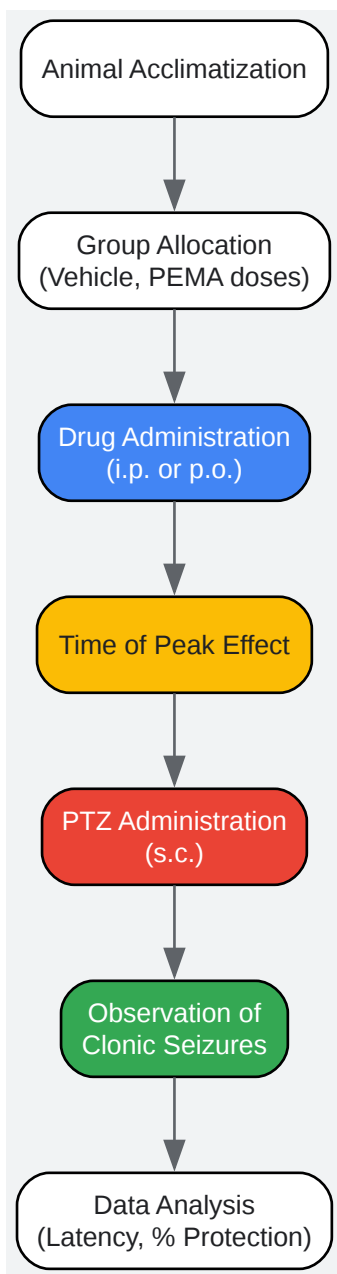 Animal Acclimatization
Group Allocation
(Vehicle, PEMA doses)
Drug Administration
(i.p. or p.o.)
Time of Peak Effect
PTZ Administration
(s.c.)
Observation of
Clonic Seizures
Data Analysis
(Latency, % Protection)